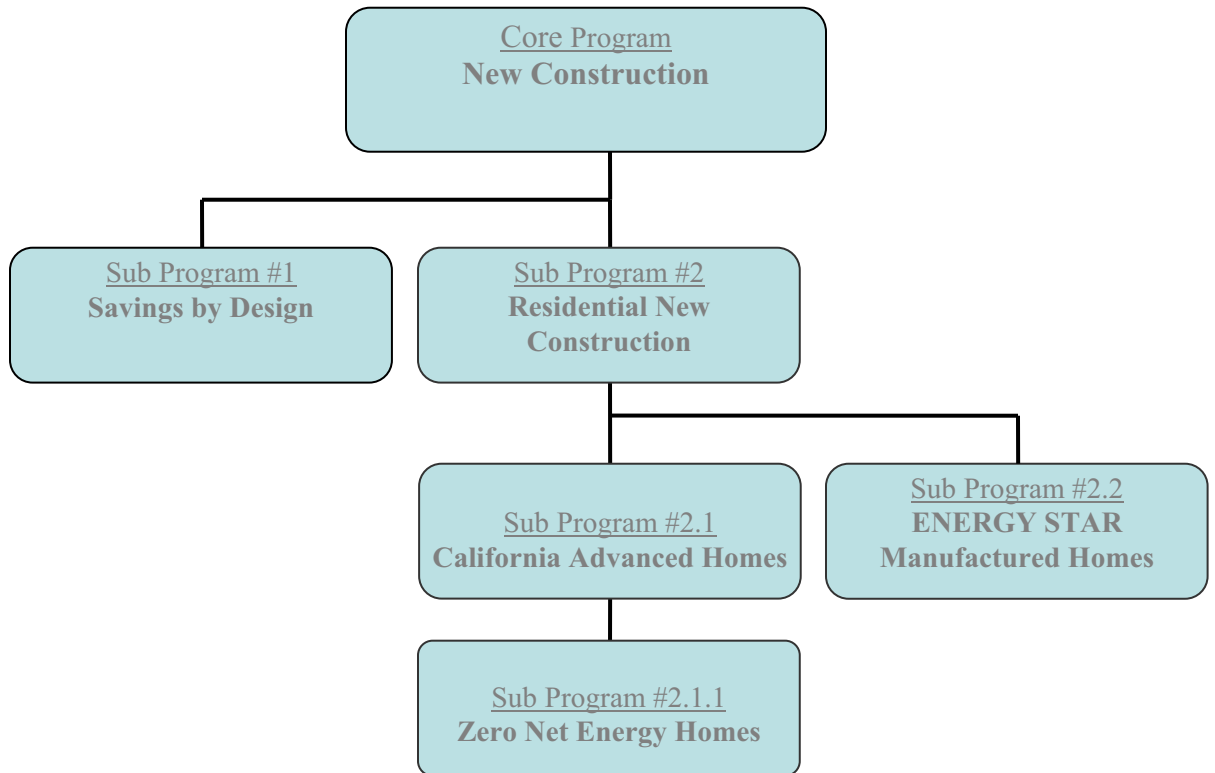 Core Program
New Construction
Sub Program #1
Savings by Design
Sub Program #2
Residential New
Construction
Sub Program #2.1
California Advanced Homes
Sub Program #2.2
ENERGY STAR
Manufactured Homes
Sub Program #2.1.1
Zero Net Energy Homes